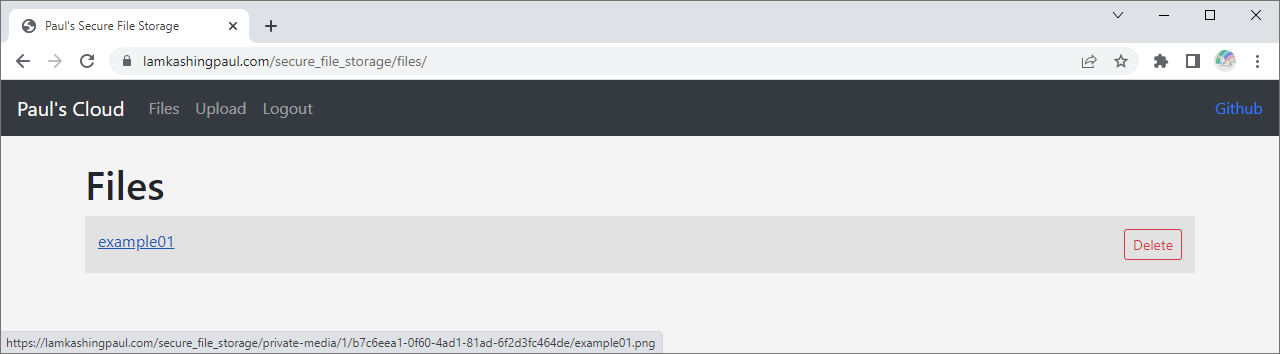 Paul's Secure File Storage
lamkashingpaul.com/secure_file_storage/files/
Paul's Cloud Files Upload Logout Github
Files
example01 Delete
https://lamkashingpaul.com/secure_file_storage/private-media/1/b7c6eea1-0f60-4ad1-81ad-6f2d3fc464de/example01.png